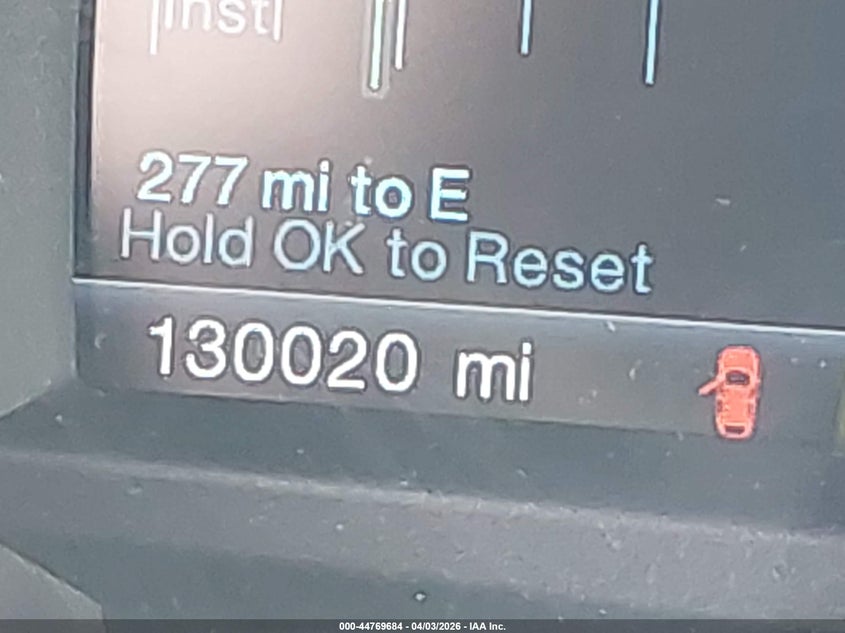 Inst
277 mi to E
Hold OK to Reset
130020 mi
000-44769684 - 04/03/2026 - IAA Inc.